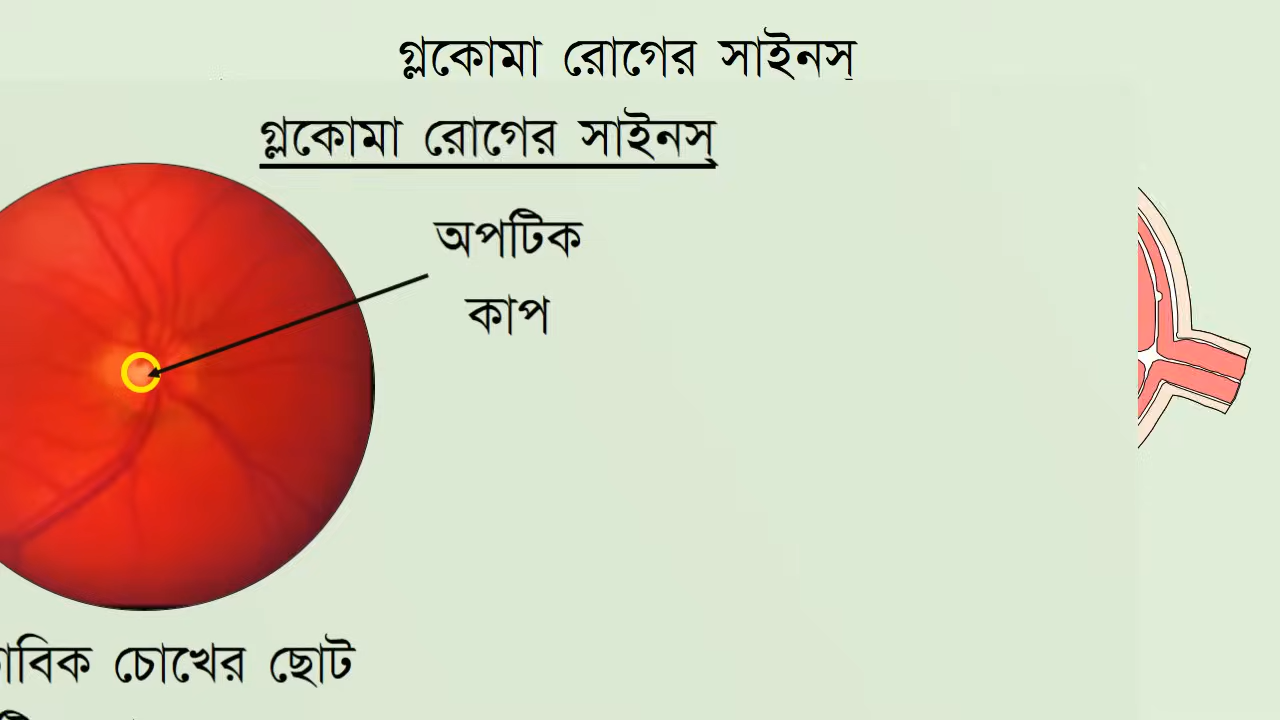 গ্লকোমা রোগের সাইনস্
গ্লকোমা রোগের সাইনস্
অপটিক
কাপ
চোখের ছোট